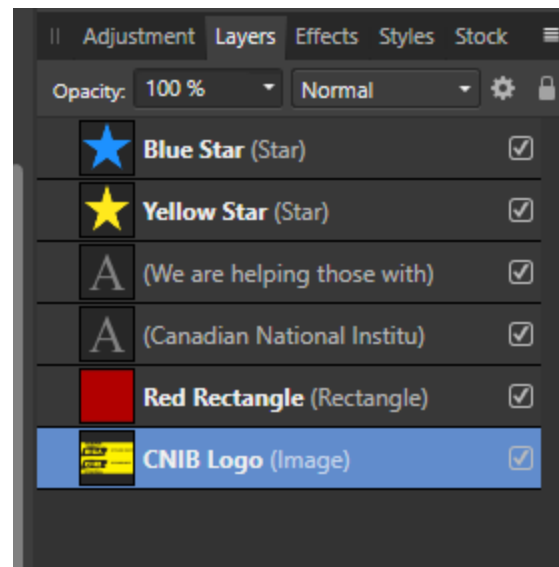 Adjustment Layers Effects Styles Stock
Opacity: 100 % Normal
Blue Star (Star)
Yellow Star (Star)
A (We are helping those with)
A (Canadian National Institu)
Red Rectangle (Rectangle)
CNIB Logo (Image)